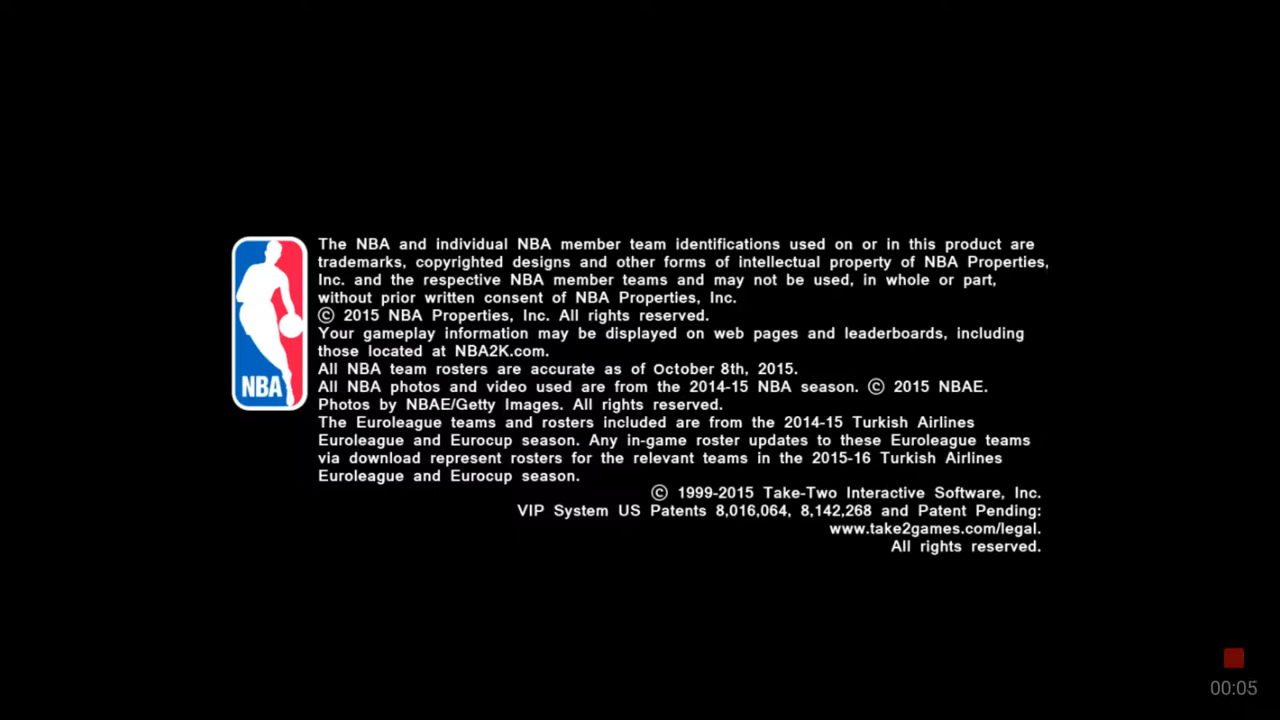 The NBA and individual NBA member team identifications used on or in this product are
trademarks, copyrighted designs and other forms of intellectual property of NBA Properties,
Inc. and the respective NBA member teams and may not be used, in whole or part,
without prior written consent of NBA Properties, Inc.
© 2015 NBA Properties, Inc. All rights reserved.
Your gameplay information may be displayed on web pages and leaderboards, including
those located at NBA2K.com.
All NBA team rosters are accurate as of October 8th, 2015.
All NBA photos and video used are from the 2014-15 NBA season. © 2015 NBAE.
NBA
Photos by NBAE/Getty Images. All rights reserved.
The Euroleague teams and rosters included are from the 2014-15 Turkish Airlines
Euroleague and Eurocup season. Any in-game roster updates to these Euroleague teams
via download represent rosters for the relevant teams in the 2015-16 Turkish Airlines
Euroleague and Eurocup season.
© 1999-2015 Take-Two Interactive Software, Inc.
VIP System US Patents 8,016,064, 8,142,268 and Patent Pending:
www.take2games.com/legal.
All rights reserved.
00:05